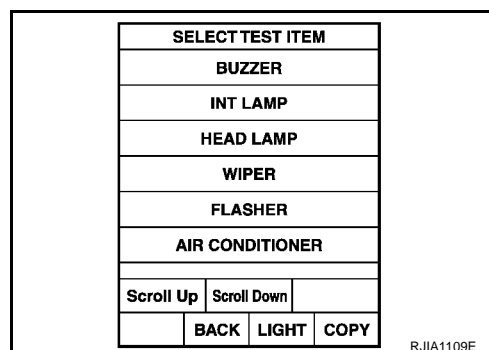 SELECT TEST ITEM
BUZZER
INT LAMP
HEAD LAMP
WIPER
FLASHER
AIR CONDITIONER
Scroll Up Scroll Down
BACK LIGHT COPY
RJIA1109E